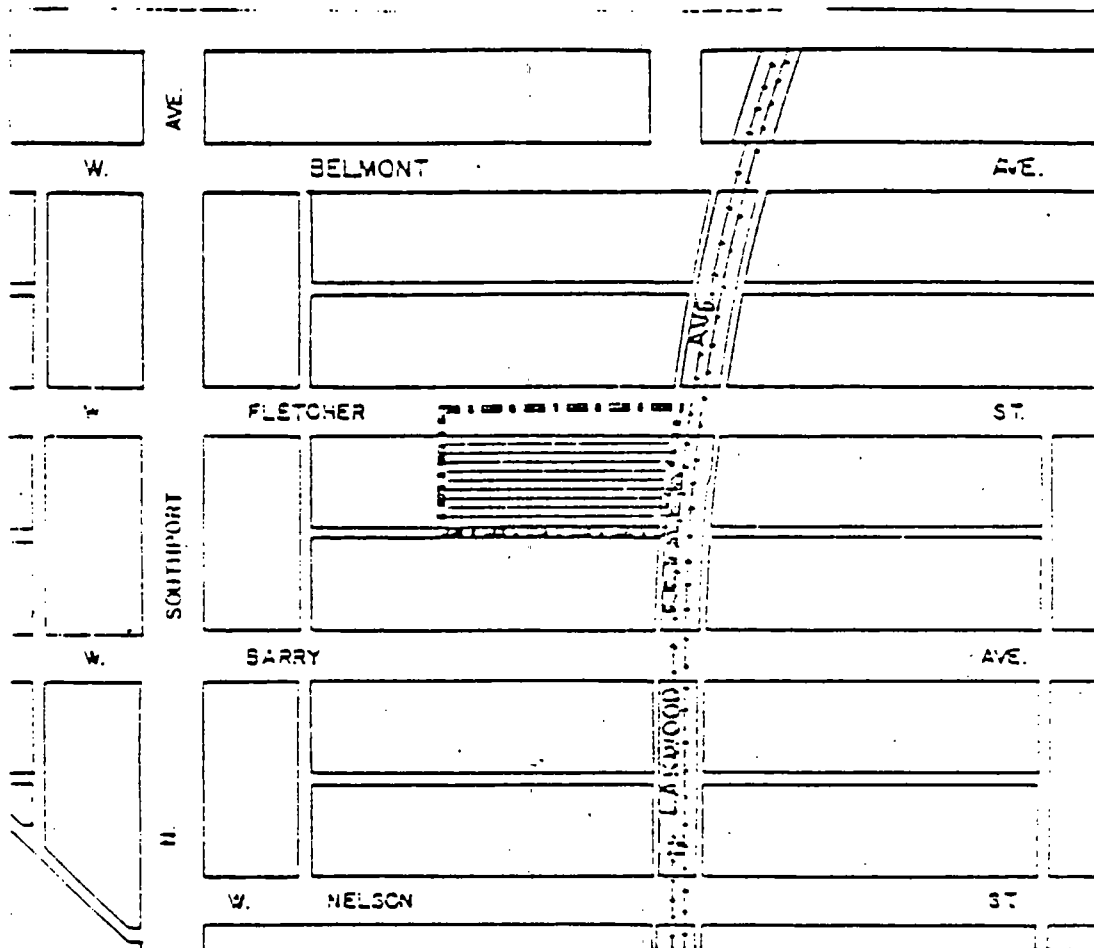 AVE.
W. BELMONT AVE.
AVE.
W FLETCHER ST.
SOUTHPORT
W. BARRY AVE.
LAKEWOOD
N.
N.
W. NELSON ST.